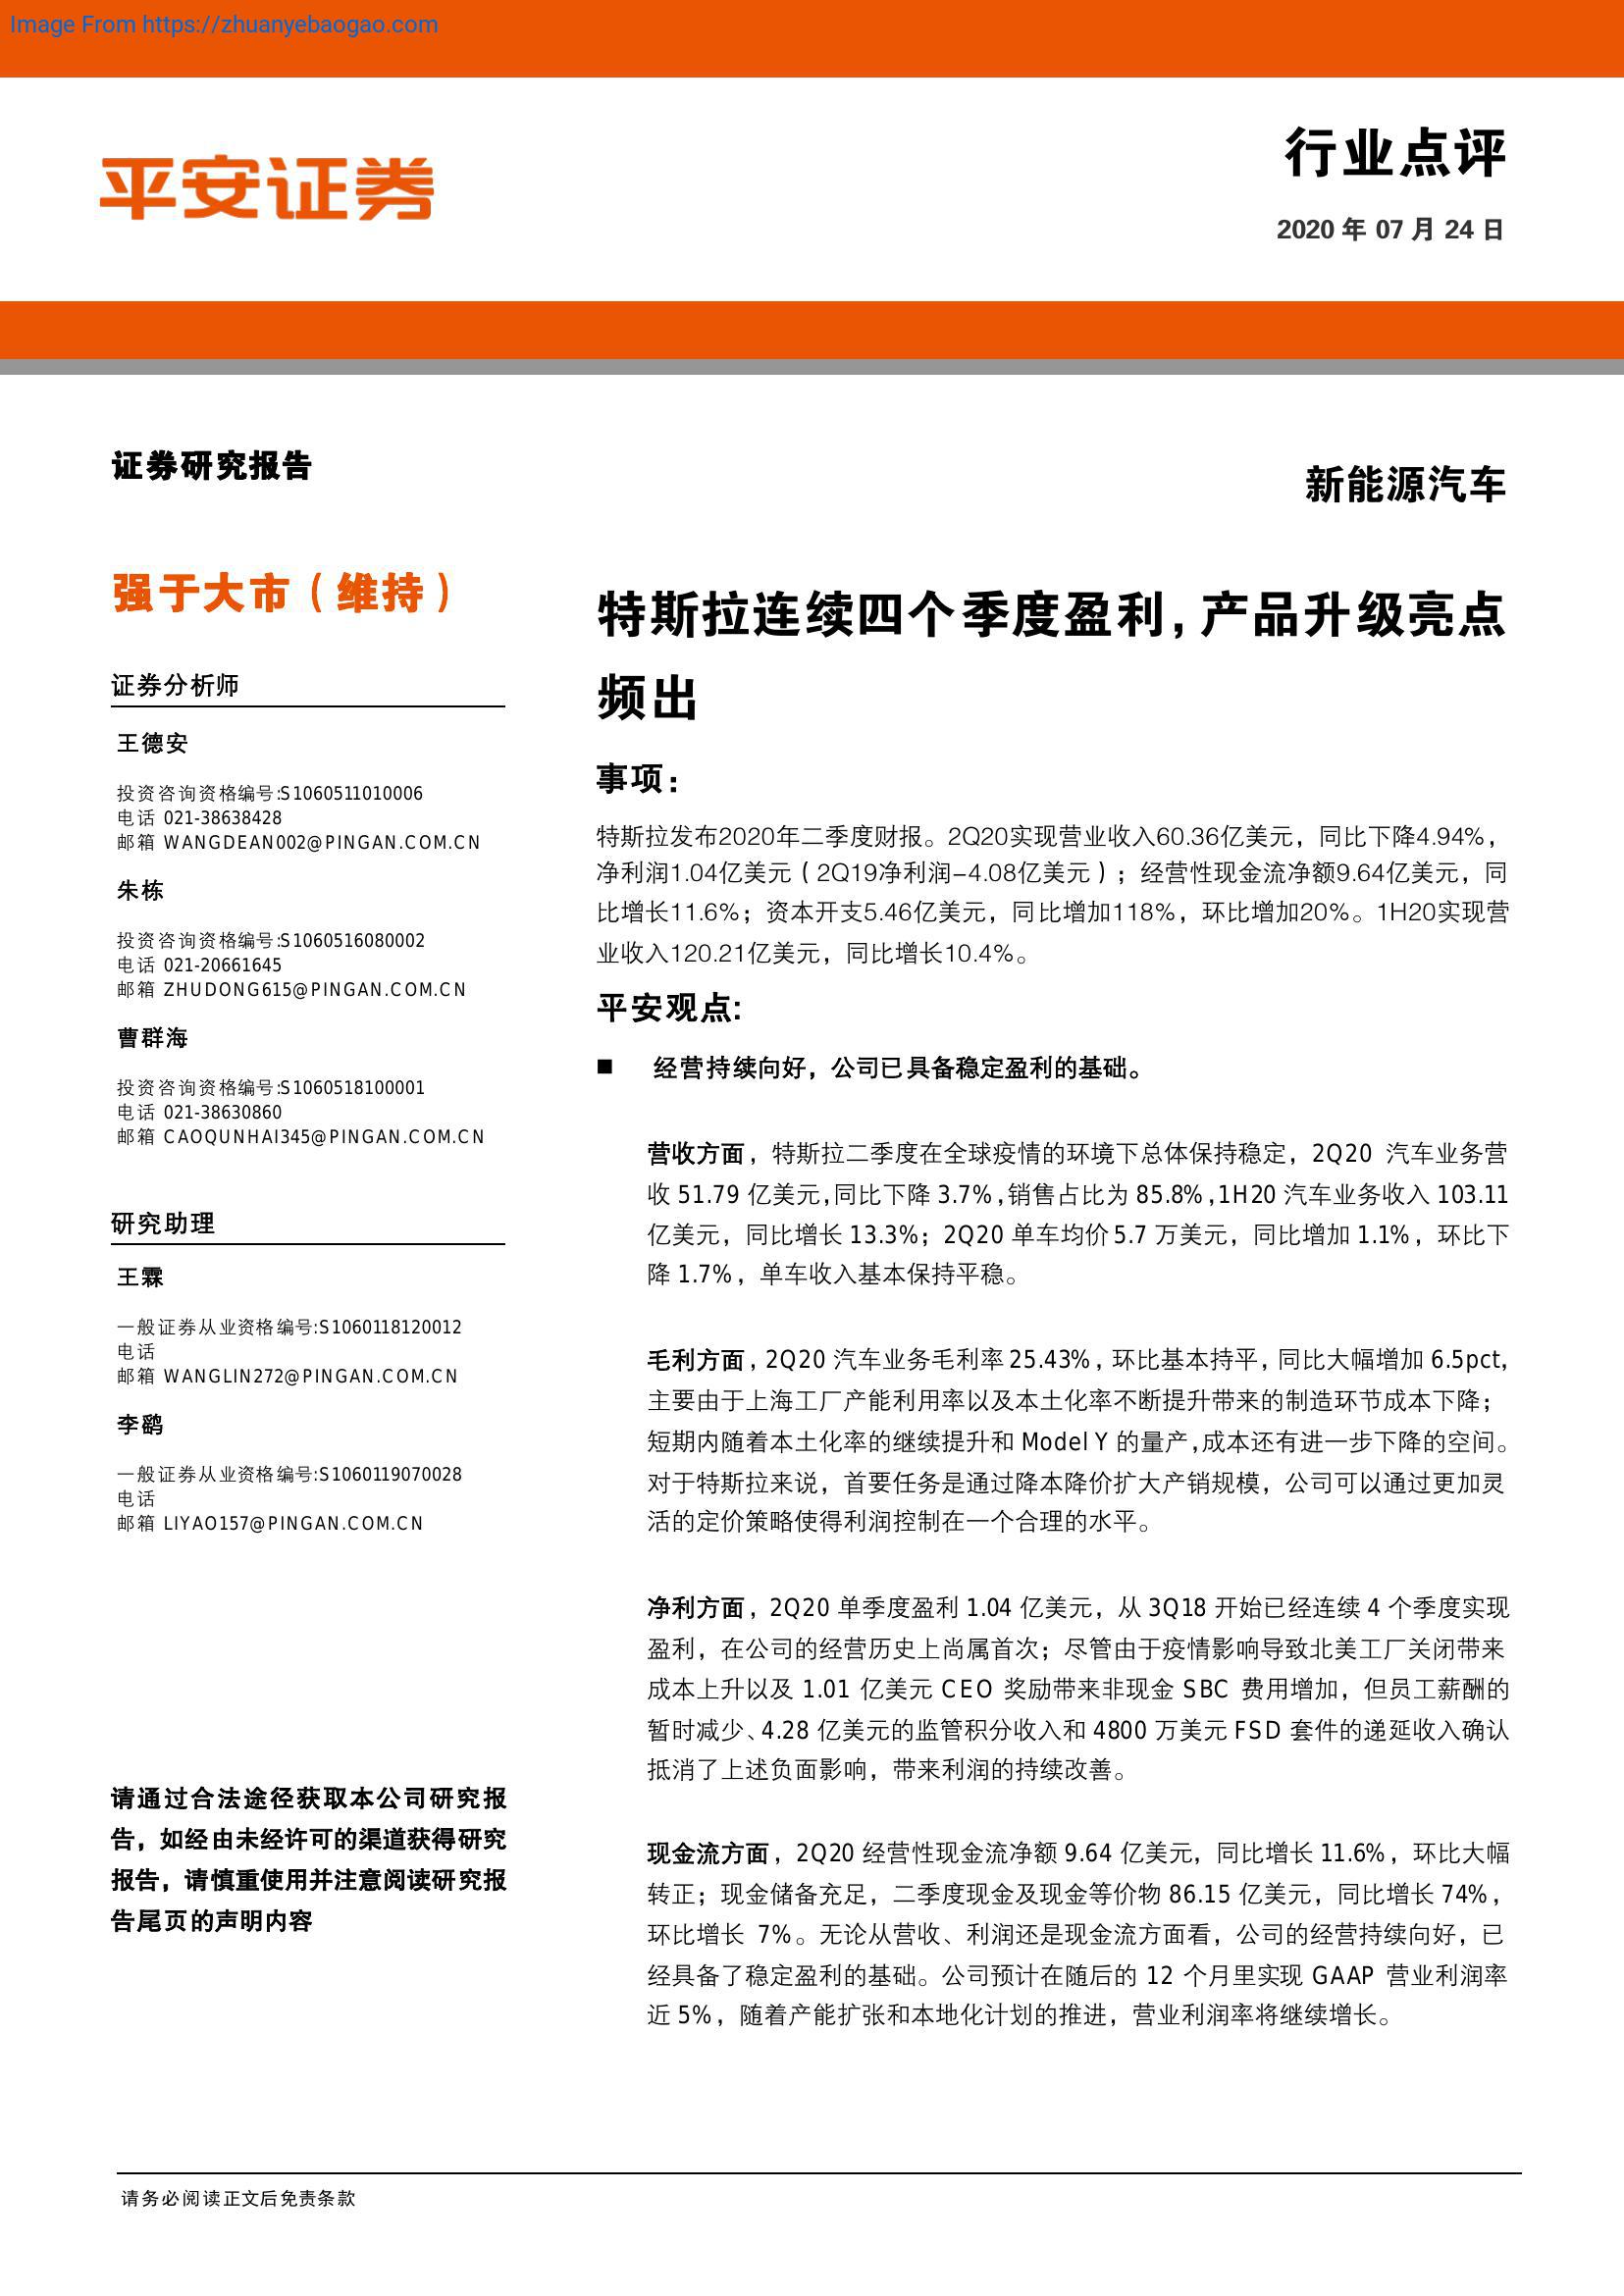 Image From https://zhuanyebaogao.com
平安证券
行业点评
2020 年 07 月 24 日
证券研究报告
新能源汽车
强于大市（维持）
证券分析师
王德安
投资咨询资格编号:S1060511010006
电话 021-38638428
邮箱 WANGDEAN002@PINGAN.COM.CN
朱栋
投资咨询资格编号:S1060516080002
电话 021-20661645
邮箱 ZHUDONG615@PINGAN.COM.CN
曹群海
投资咨询资格编号:S1060518100001
电话 021-38630860
邮箱 CAOQUNHAI345@PINGAN.COM.CN
研究助理
王霖
一般证券从业资格编号:S1060118120012
电话
邮箱 WANGLIN272@PINGAN.COM.CN
李鹞
一般证券从业资格编号:S1060119070028
电话
邮箱 LIYAO157@PINGAN.COM.CN
请通过合法途径获取本公司研究报
告，如经由未经许可的渠道获得研究
报告，请慎重使用并注意阅读研究报
告尾页的声明内容
特斯拉连续四个季度盈利，产品升级亮点
频出
事项：
特斯拉发布2020年二季度财报。2Q20实现营业收入60.36亿美元，同比下降4.94%，
净利润1.04亿美元（2Q19净利润-4.08亿美元）；经营性现金流净额9.64亿美元，同
比增长11.6%；资本开支5.46亿美元，同比增加118%，环比增加20%。1H20实现营
业收入120.21亿美元，同比增长10.4%。
平安观点:
■ 经营持续向好，公司已具备稳定盈利的基础。
营收方面，特斯拉二季度在全球疫情的环境下总体保持稳定，2Q20 汽车业务营
收 51.79 亿美元，同比下降 3.7%，销售占比为 85.8%，1H20 汽车业务收入 103.11
亿美元，同比增长 13.3%；2Q20 单车均价 5.7 万美元，同比增加 1.1%，环比下
降 1.7%，单车收入基本保持平稳。
毛利方面，2Q20 汽车业务毛利率 25.43%，环比基本持平，同比大幅增加 6.5pct，
主要由于上海工厂产能利用率以及本土化率不断提升带来的制造环节成本下降；
短期内随着本土化率的继续提升和 Model Y 的量产，成本还有进一步下降的空间。
对于特斯拉来说，首要任务是通过降本降价扩大产销规模，公司可以通过更加灵
活的定价策略使得利润控制在一个合理的水平。
净利方面，2Q20 单季度盈利 1.04 亿美元，从 3Q18 开始已经连续 4 个季度实现
盈利，在公司的经营历史上尚属首次；尽管由于疫情影响导致北美工厂关闭带来
成本上升以及 1.01 亿美元 CEO 奖励带来非现金 SBC 费用增加，但员工薪酬的
暂时减少、4.28 亿美元的监管积分收入和 4800 万美元 FSD 套件的递延收入确认
抵消了上述负面影响，带来利润的持续改善。
现金流方面，2Q20 经营性现金流净额 9.64 亿美元，同比增长 11.6%，环比大幅
转正；现金储备充足，二季度现金及现金等价物 86.15 亿美元，同比增长 74%，
环比增长 7%。无论从营收、利润还是现金流方面看，公司的经营持续向好，已
经具备了稳定盈利的基础。公司预计在随后的 12 个月里实现 GAAP 营业利润率
近 5%，随着产能扩张和本地化计划的推进，营业利润率将继续增长。
请务必阅读正文后免责条款